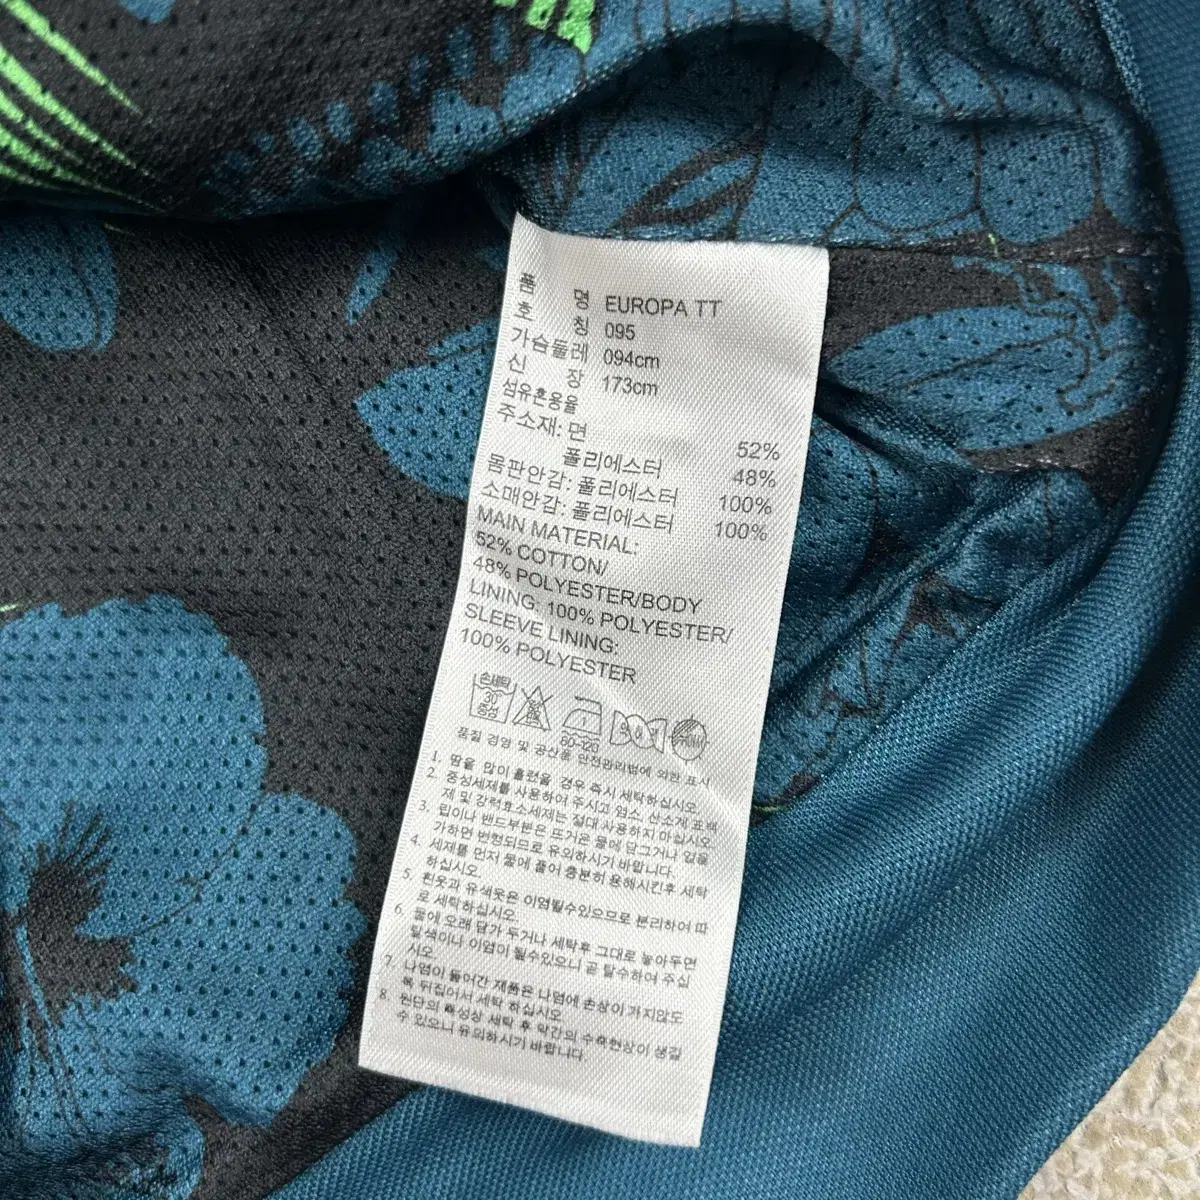 품 명 EUROPA TT
호 칭 095
가슴둘레 094cm
신 장 173cm
섬유혼용율
주소재: 면 52%
폴리에스터 48%
몸판안감: 폴리에스터 100%
소매안감: 폴리에스터 100%
MAIN MATERIAL:
52% COTTON/
48% POLYESTER/BODY
LINING: 100% POLYESTER/
SLEEVE LINING:
100% POLYESTER
손세탁
30°
중성
80-120
품질 경영 및 공산품 안전관리법에 의한 표시
1. 땀을 많이 흘렸을 경우 즉시 세탁하십시오.
2. 중성세제를 사용하여 주시고 염소, 산소계 표백
제 및 강력효소세제는 절대 사용하지 마십시오.
3. 립이나 밴드부분은 뜨거운 물에 담그거나 열을
가하면 변형되므로 유의하시기 바랍니다.
4. 세제를 먼저 물에 풀어 충분히 용해시킨후 세탁
하십시오.
5. 흰옷과 유색옷은 이염될수있으므로 분리하여 따
로 세탁하십시오.
6. 물에 오래 담가 두거나 세탁후 그대로 놓아두면
탈색이나 이염이 될수있으니 곧 탈수하여 주십
시오.
7. 나염이 들어간 제품은 나염에 손상이 가지않도
록 뒤집어서 세탁 하십시오.
8. 원단의 특성상 세탁 후 약간의 수축현상이 생길
수 있으니 유의하시기 바랍니다.